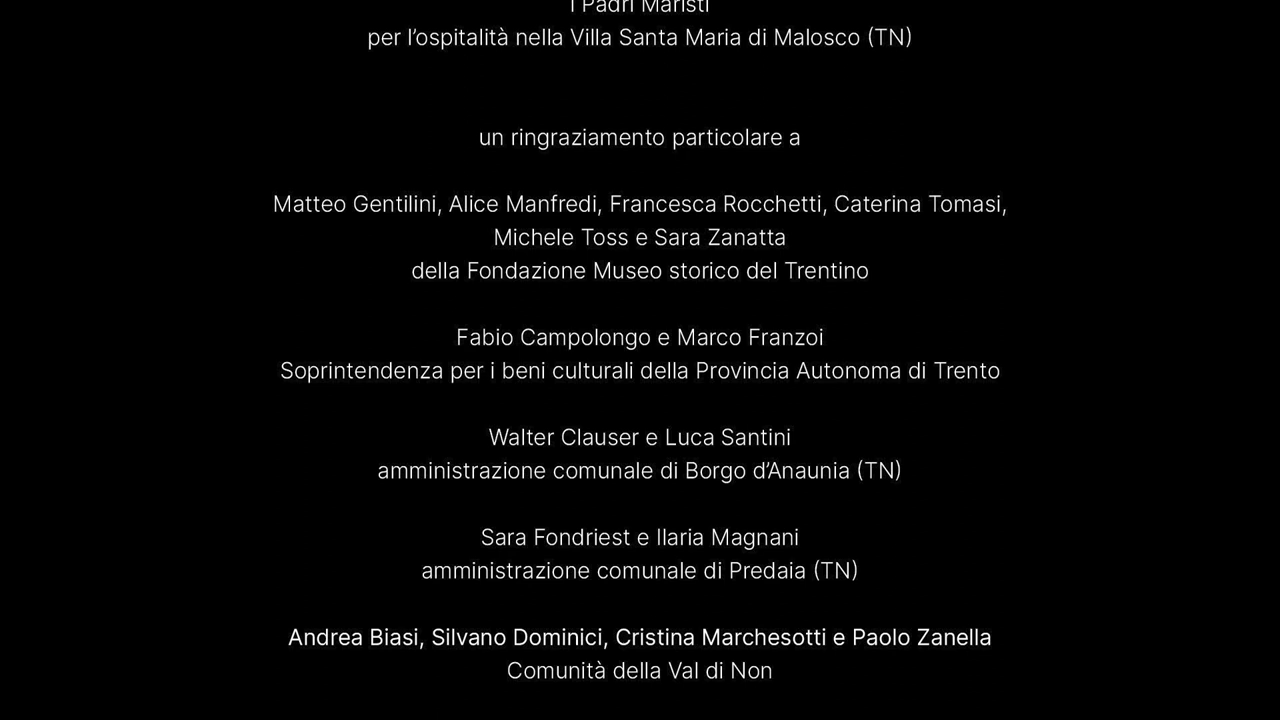 i Padri Maristi
per l’ospitalità nella Villa Santa Maria di Malosco (TN)
un ringraziamento particolare a
Matteo Gentilini, Alice Manfredi, Francesca Rocchetti, Caterina Tomasi,
Michele Toss e Sara Zanatta
della Fondazione Museo storico del Trentino
Fabio Campolongo e Marco Franzoi
Soprintendenza per i beni culturali della Provincia Autonoma di Trento
Walter Clauser e Luca Santini
amministrazione comunale di Borgo d’Anaunia (TN)
Sara Fondriest e Ilaria Magnani
amministrazione comunale di Predaia (TN)
Andrea Biasi, Silvano Dominici, Cristina Marchesotti e Paolo Zanella
Comunità della Val di Non